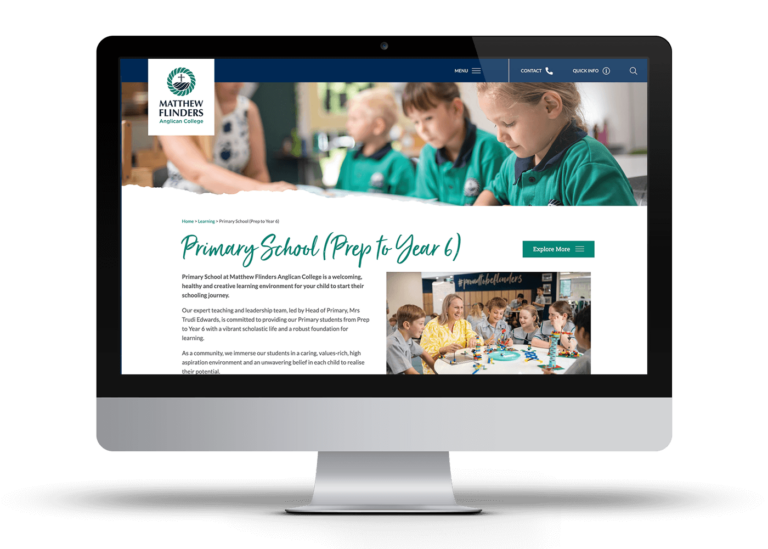 MENU
CONTACT
QUICK INFO
MATTHEW
FLINDERS
Anglican College
Home > Learning > Primary School (Prep to Year 6)
Primary School (Prep to Year 6)
Explore More
Primary School at Matthew Flinders Anglican College is a welcoming,
healthy and creative learning environment for your child to start their
schooling journey.
#proudtobeflinders
Our expert teaching and leadership team, led by Head of Primary, Mrs
Trudi Edwards, is committed to providing our Primary students from Prep
to Year 6 with a vibrant scholastic life and a robust foundation for
learning.
As a community, we immerse our students in a caring, values-rich, high
aspiration environment and an unwavering belief in each child to realise
their potential.